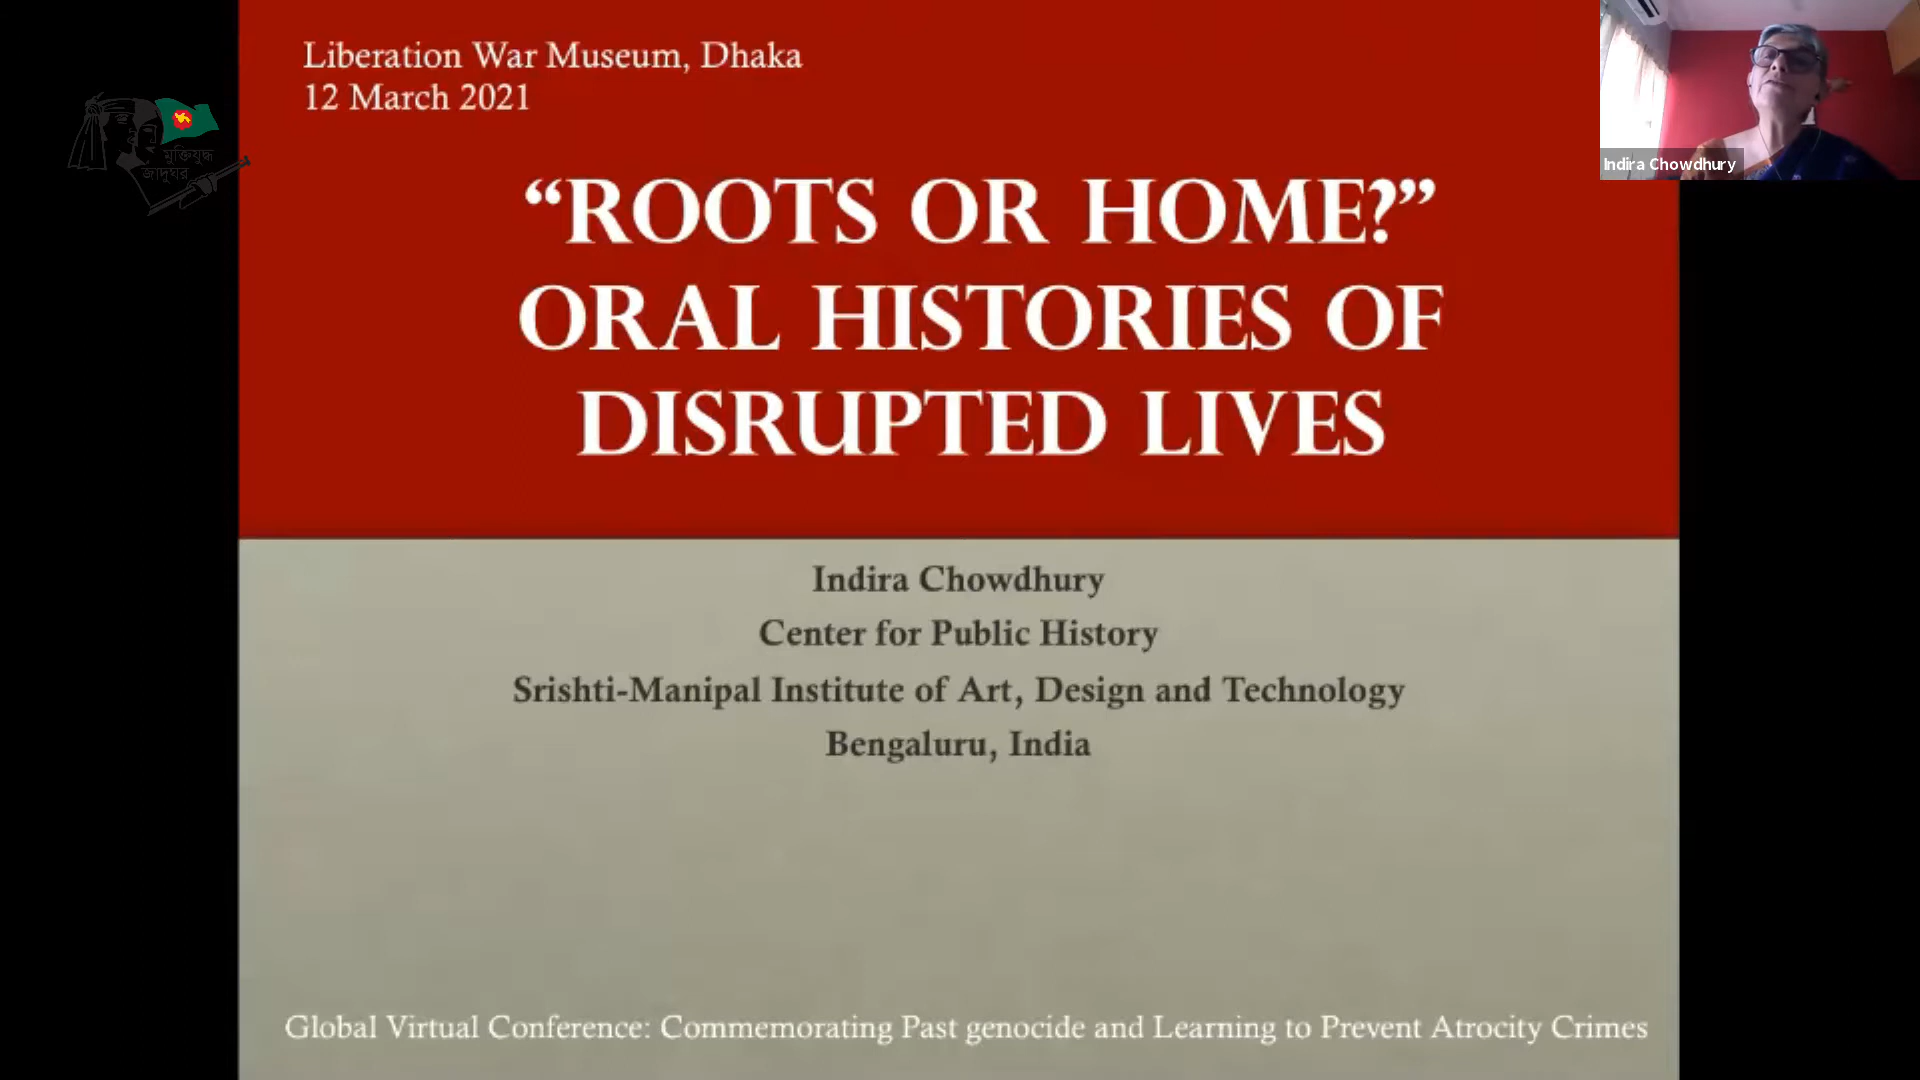 Liberation War Museum, Dhaka
12 March 2021
মুক্তিযুদ্ধ
জাদুঘর
Indira Chowdhury
“ROOTS OR HOME?”
ORAL HISTORIES OF
DISRUPTED LIVES
Indira Chowdhury
Center for Public History
Srishti-Manipal Institute of Art, Design and Technology
Bengaluru, India
Global Virtual Conference: Commemorating Past genocide and Learning to Prevent Atrocity Crimes